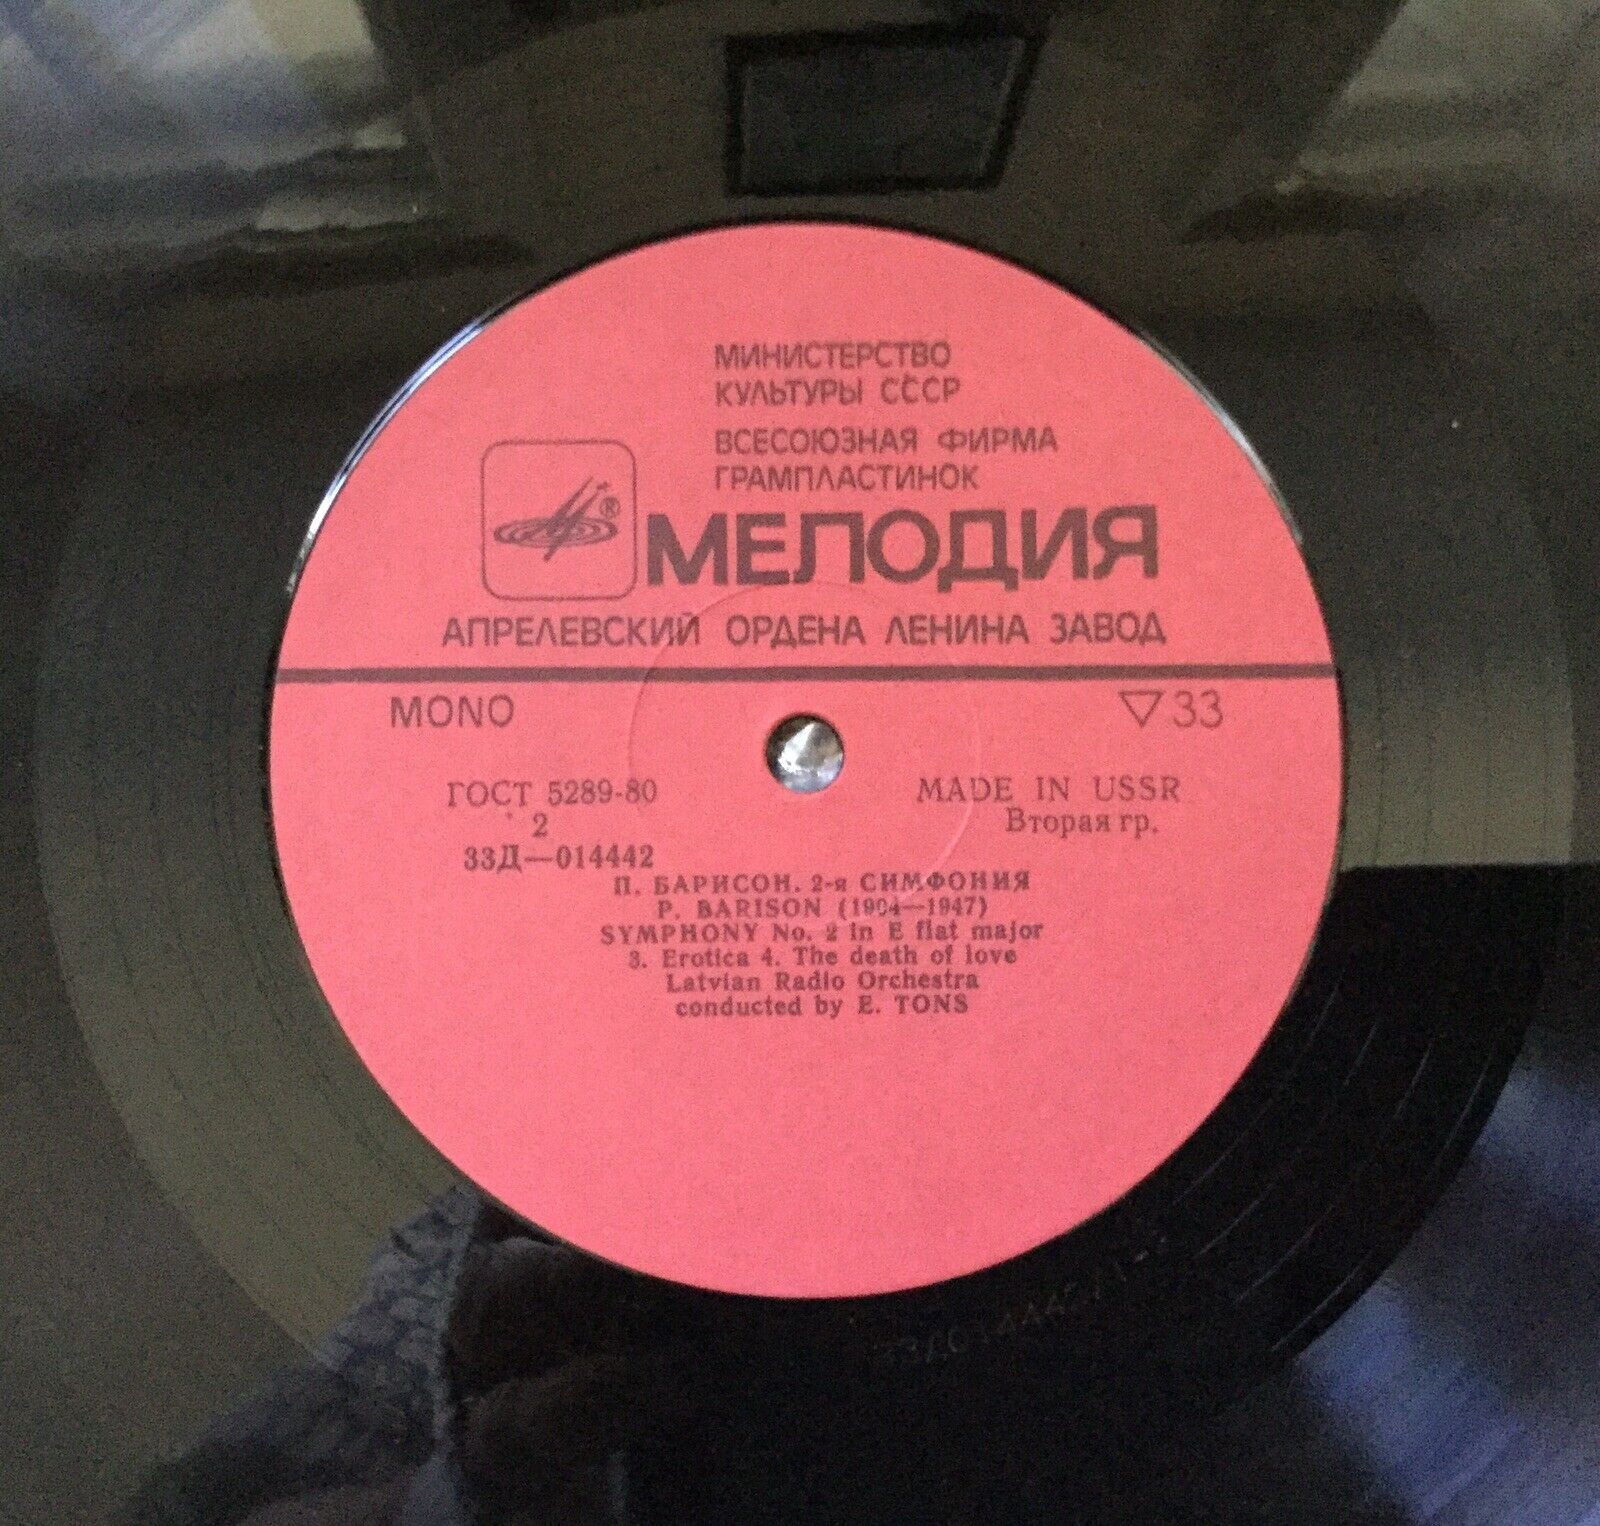 МИНИСТЕРСТВО
КУЛЬТУРЫ СССР
ВСЕСОЮЗНАЯ ФИРМА
ГРАМПЛАСТИНОК
®
МЕЛОДИЯ
АПРЕЛЕВСКИЙ ОРДЕНА ЛЕНИНА ЗАВОД
MONO
▽33
ГОСТ 5289-80
2
33Д—014442
MADE IN USSR
Вторая гр.
П. БАРИСОН. 2-я СИМФОНИЯ
P. BARISON (1904—1947)
SYMPHONY No. 2 in E flat major
3. Erotica 4. The death of love
Latvian Radio Orchestra
conducted by E. TONS